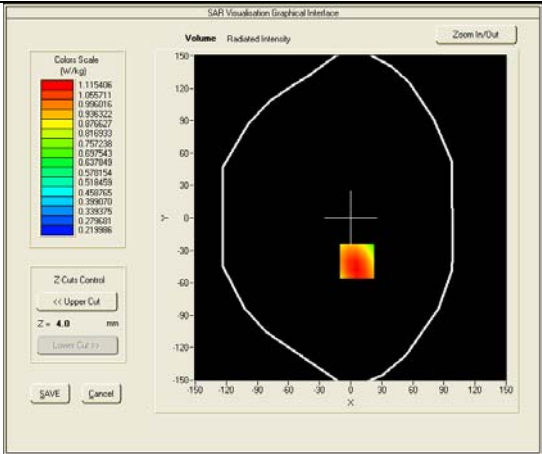 SAR Visualisation Graphical Interface
Volume Radiated Intensity
Zoom In/Out
Colors Scale
(W/kg)
1.115406
1.055711
0.996016
0.936322
0.876627
0.816933
0.757238
0.697543
0.637849
0.578154
0.518459
0.458765
0.399070
0.339375
0.279681
0.219986
Z Cuts Control
<< Upper Cut
Z = 4.0 mm
Lower Cut >>
SAVE Cancel
150
120
90
60
30
0
-30
-60
-90
-120
-150
Y
-150 -120 -90 -60 -30 0 30 60 90 120 150
X